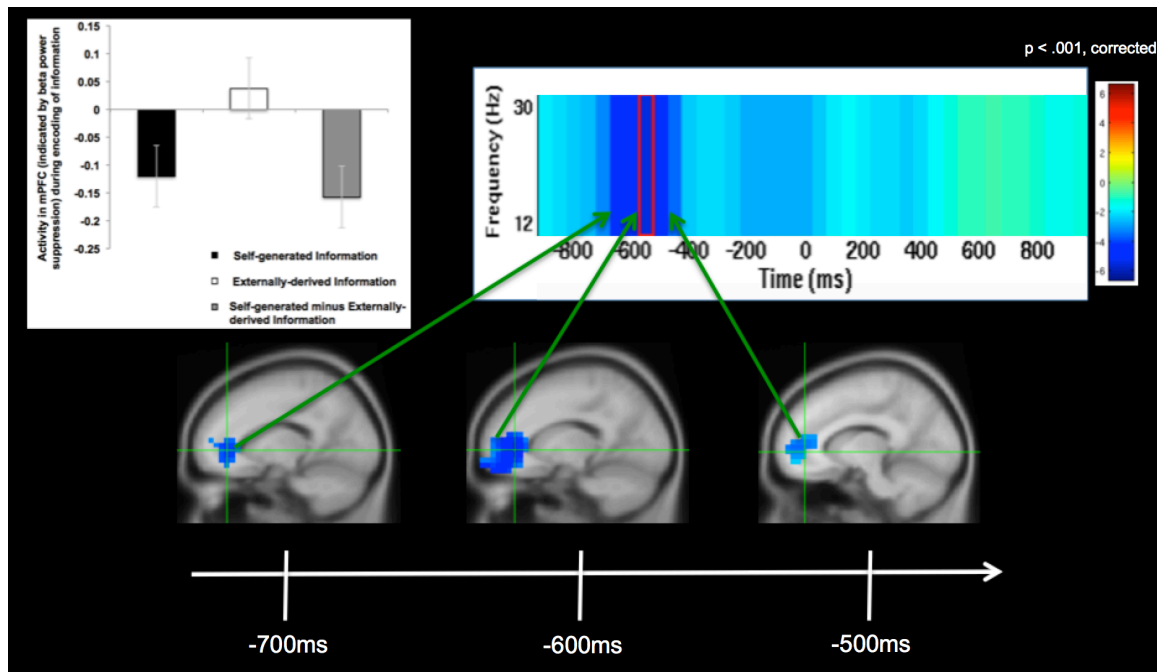 0.15
0.1
0.05
0
-0.05
-0.1
-0.15
-0.2
-0.25
Activity in mPFC (indicated by beta power
suppression) during encoding of information
Self-generated Information
Externally-derived Information
Self-generated minus Externally-
derived Information
p < .001, corrected
Frequency (Hz)
30
12
-800 -600 -400 -200 0 200 400 600 800
Time (ms)
6
4
2
0
-2
-4
-6
-700ms
-600ms
-500ms